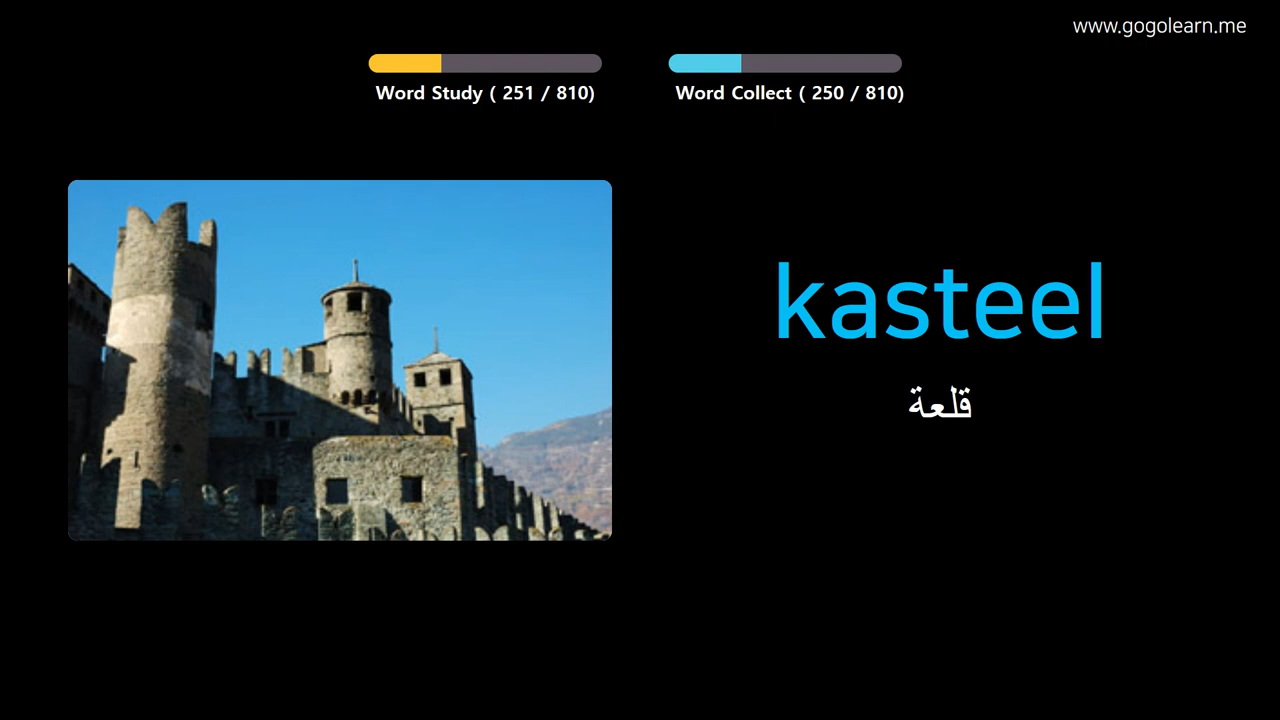 www.gogolearn.me
Word Study ( 251 / 810)
Word Collect ( 250 / 810)
kasteel
قلعة